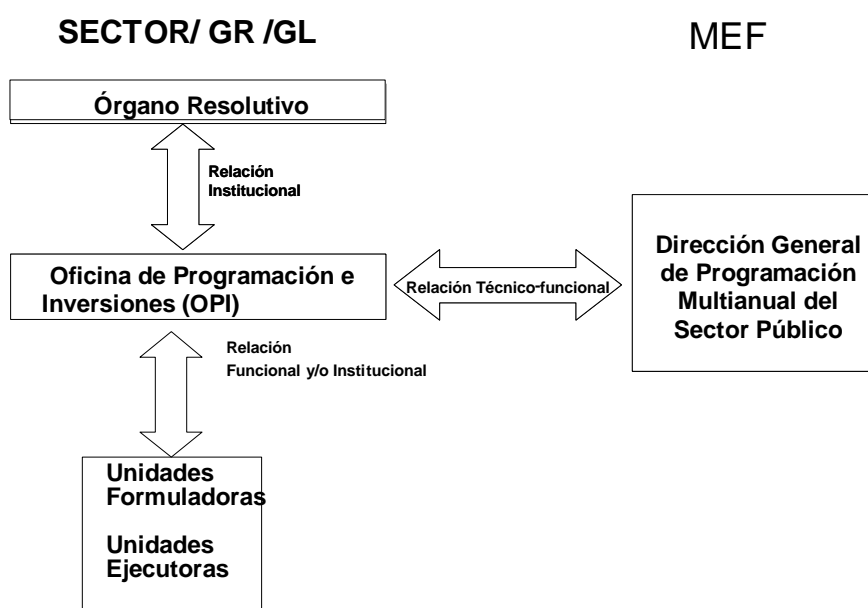 SECTOR/ GR /GL
MEF
Órgano Resolutivo
Relación
Institucional
Oficina de Programación e
Inversiones (OPI)
Relación Técnico-funcional
Dirección General
de Programación
Multianual del
Sector Público
Relación
Funcional y/o Institucional
Unidades
Formuladoras
Unidades
Ejecutoras